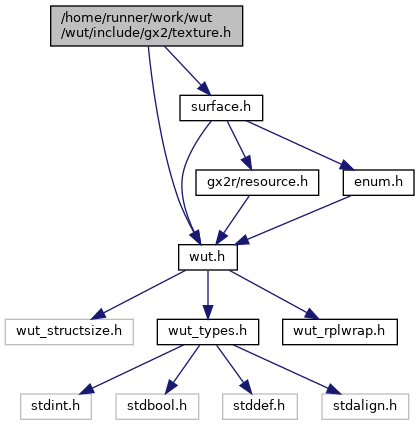 /home/runner/work/wut
/wut/include/gx2/texture.h
surface.h
gx2r/resource.h
enum.h
wut.h
wut_structsize.h
wut_types.h
wut_rplwrap.h
stdint.h
stdbool.h
stddef.h
stdalign.h